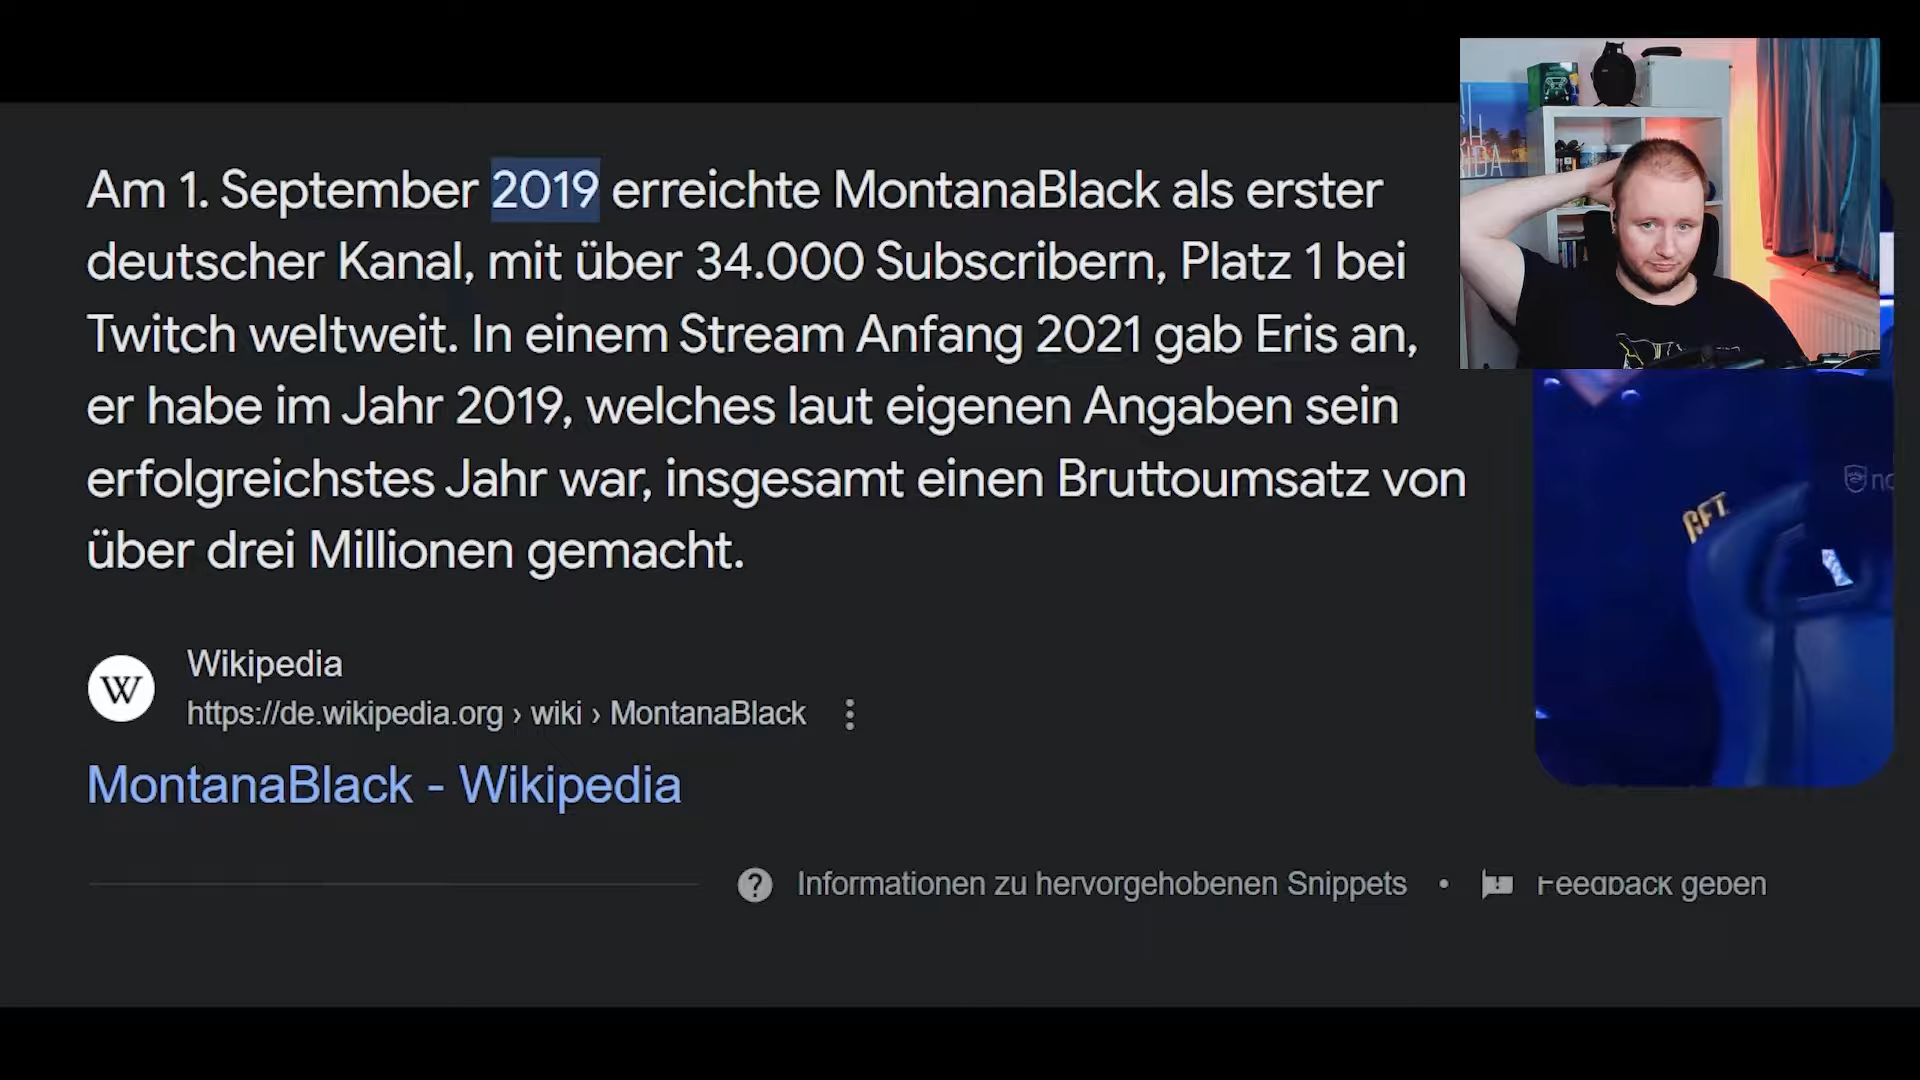 Am 1. September 2019 erreichte MontanaBlack als erster
deutscher Kanal, mit über 34.000 Subscribern, Platz 1 bei
Twitch weltweit. In einem Stream Anfang 2021 gab Eris an,
er habe im Jahr 2019, welches laut eigenen Angaben sein
erfolgreichstes Jahr war, insgesamt einen Bruttoumsatz von
über drei Millionen gemacht.
W
Wikipedia
https://de.wikipedia.org › wiki › MontanaBlack
MontanaBlack - Wikipedia
Informationen zu hervorgehobenen Snippets • Feedback geben